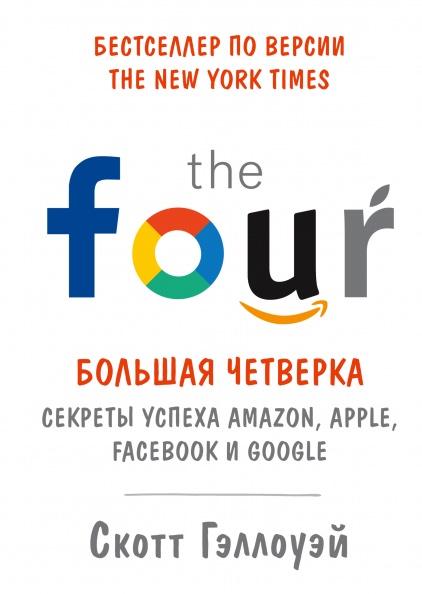 БЕСТСЕЛЛЕР ПО ВЕРСИИ
THE NEW YORK TIMES
the
four
БОЛЬШАЯ ЧЕТВЕРКА
СЕКРЕТЫ УСПЕХА AMAZON, APPLE,
FACEBOOK И GOOGLE
Скотт Гэллоуэй